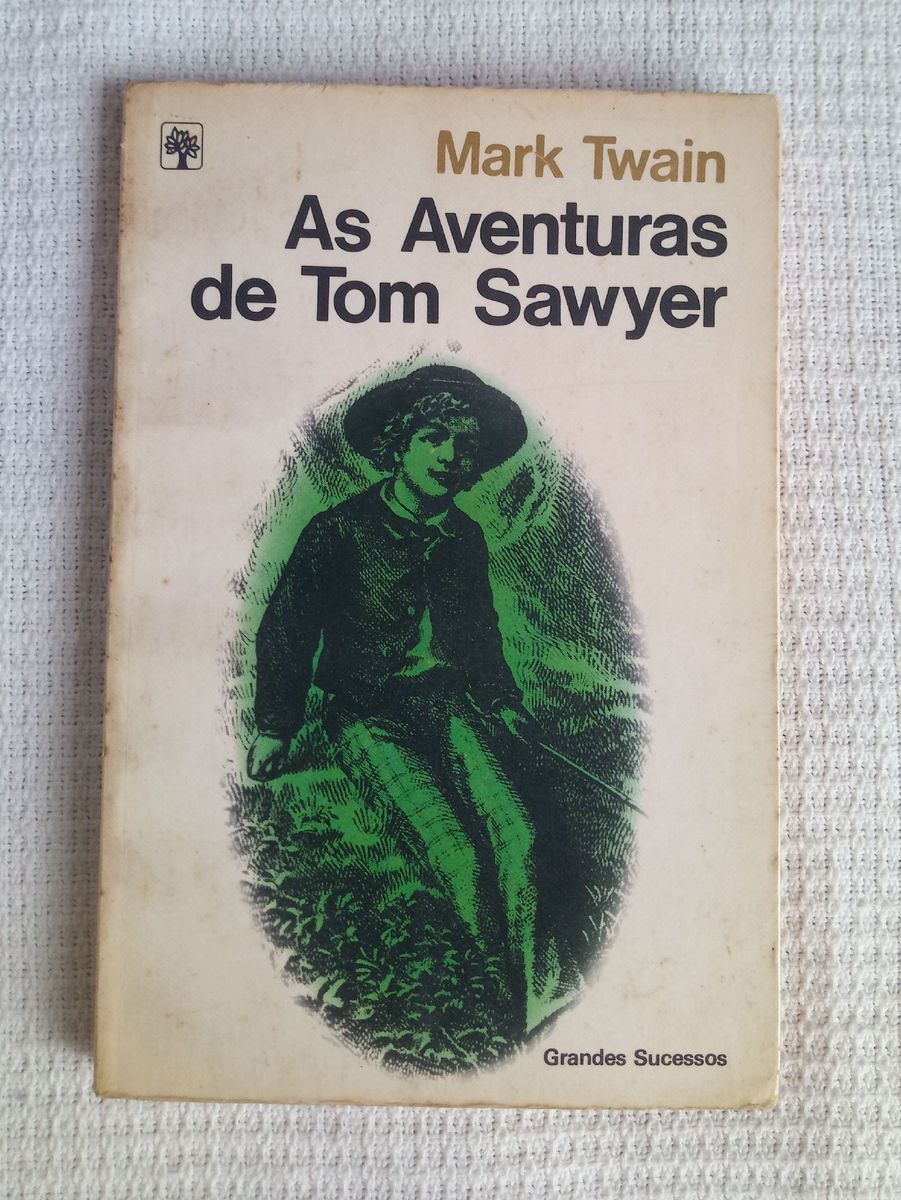 Mark Twain
As Aventuras
de Tom Sawyer
Grandes Sucessos